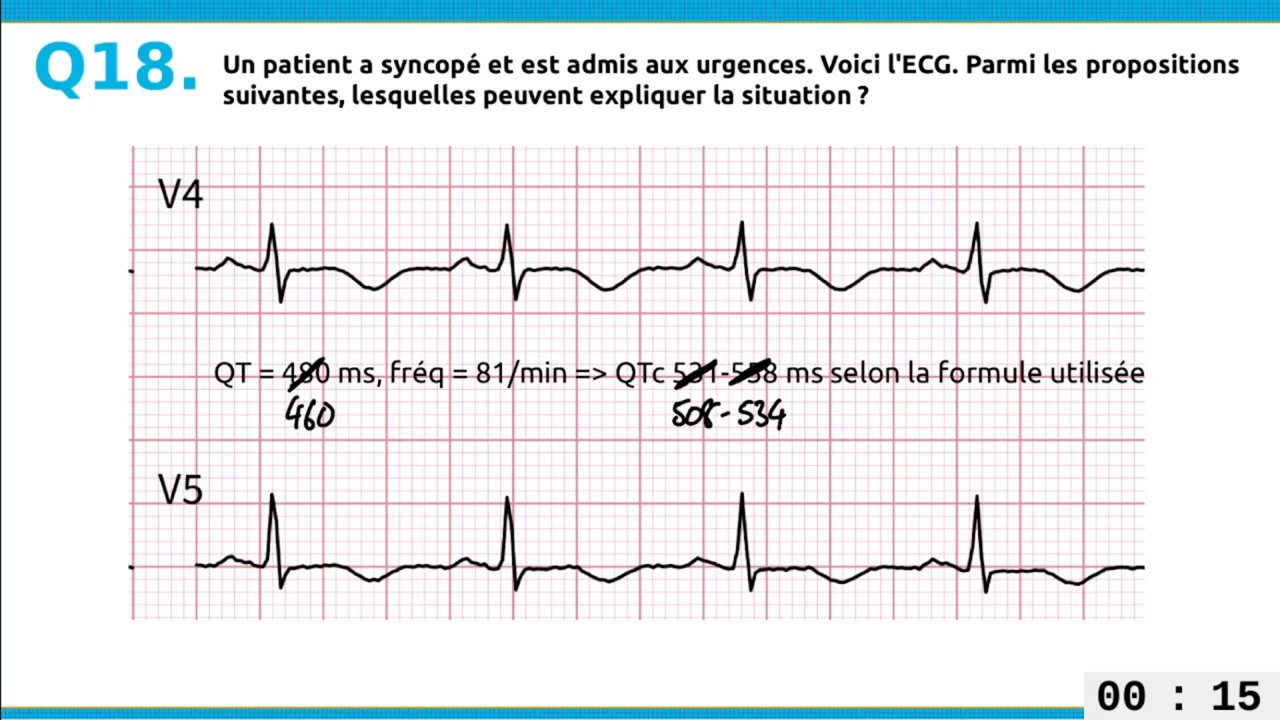 Q18. Un patient a syncopé et est admis aux urgences. Voici l'ECG. Parmi les propositions
suivantes, lesquelles peuvent expliquer la situation ?
V4
QT = 480 ms, fréq = 81/min => QTc 531-558 ms selon la formule utilisée
460 508-534
V5
00 : 15